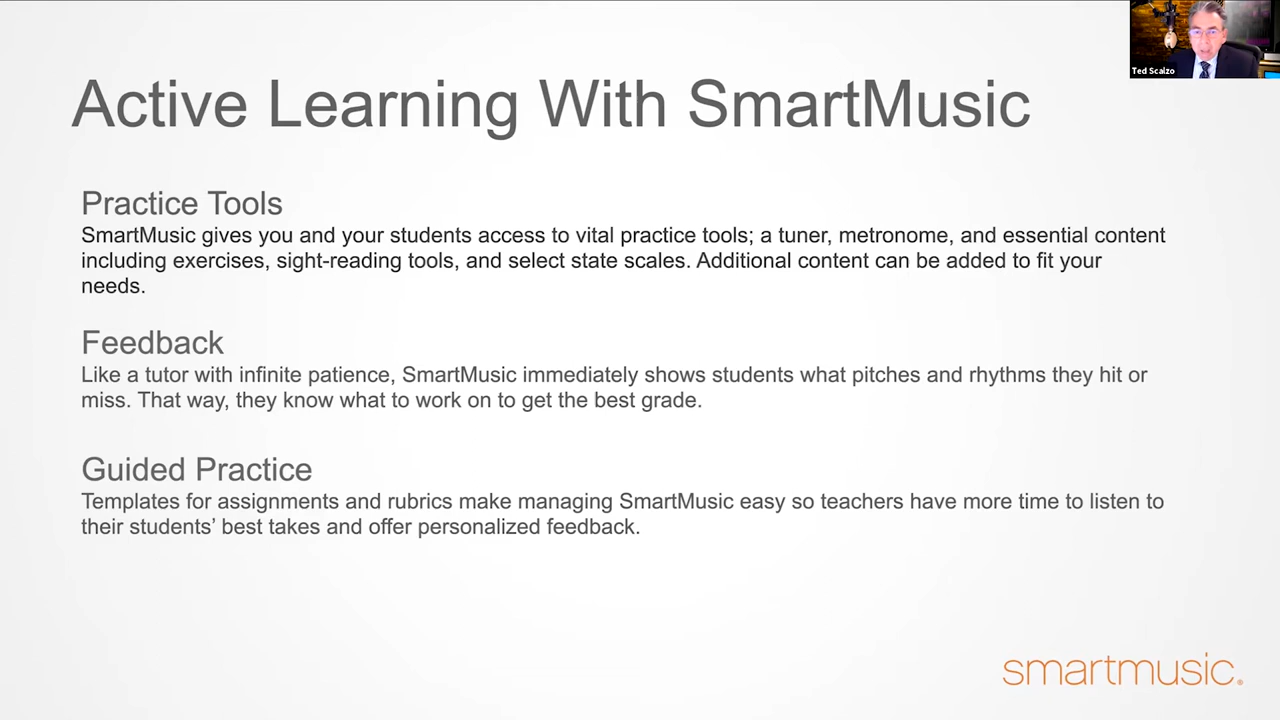 Active Learning With SmartMusic
Ted Scalzo
Practice Tools
SmartMusic gives you and your students access to vital practice tools; a tuner, metronome, and essential content
including exercises, sight-reading tools, and select state scales. Additional content can be added to fit your
needs.
Feedback
Like a tutor with infinite patience, SmartMusic immediately shows students what pitches and rhythms they hit or
miss. That way, they know what to work on to get the best grade.
Guided Practice
Templates for assignments and rubrics make managing SmartMusic easy so teachers have more time to listen to
their students’ best takes and offer personalized feedback.
smartmusic®